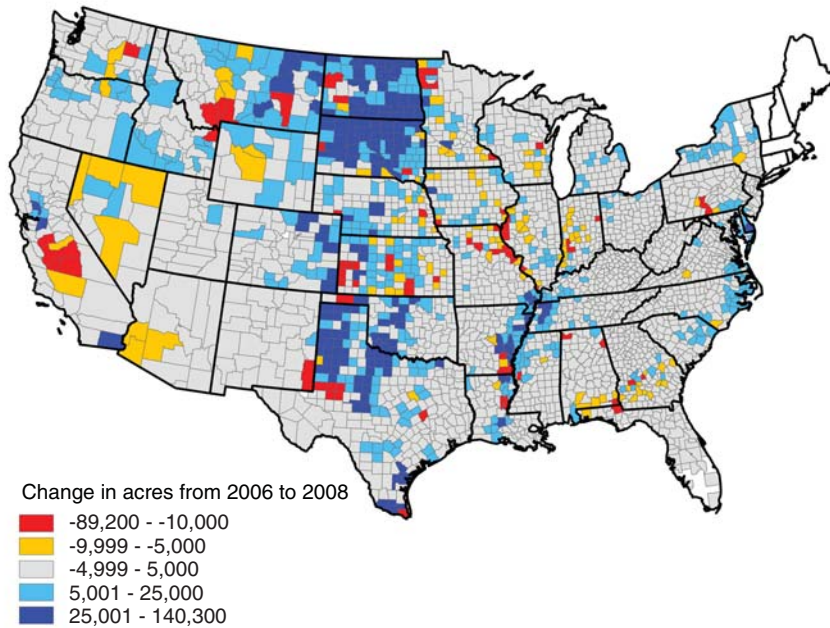 Change in acres from 2006 to 2008
-89,200 - -10,000
-9,999 - -5,000
-4,999 - 5,000
5,001 - 25,000
25,001 - 140,300